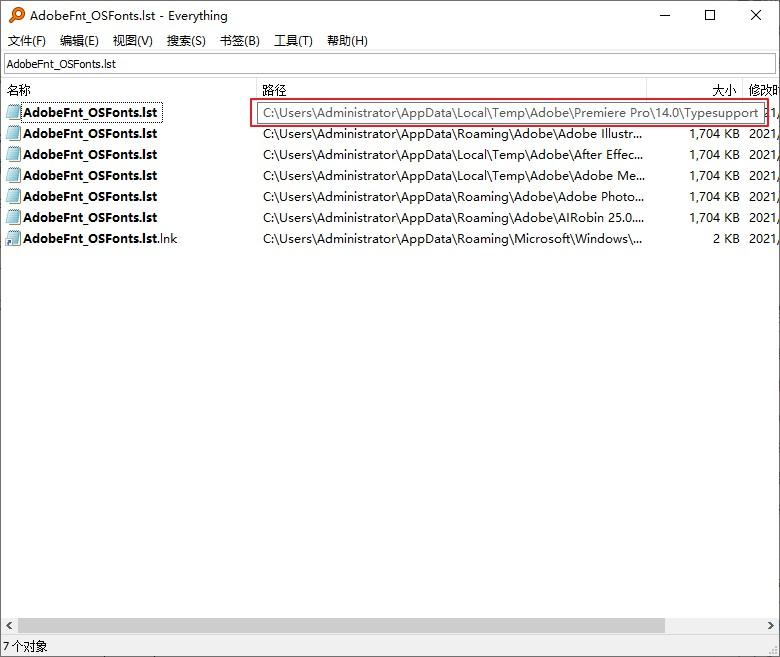 AdobeFnt_OSFonts.lst - Everything
文件(F) 编辑(E) 视图(V) 搜索(S) 书签(B) 工具(T) 帮助(H)
AdobeFnt_OSFonts.lst
名称 路径 大小 修改时
AdobeFnt_OSFonts.lst C:\Users\Administrator\AppData\Local\Temp\Adobe\Premiere Pro\14.0\Typesupport 21/
AdobeFnt_OSFonts.lst C:\Users\Administrator\AppData\Roaming\Adobe\Adobe Illustr... 1,704 KB 2021/
AdobeFnt_OSFonts.lst C:\Users\Administrator\AppData\Local\Temp\Adobe\After Effec... 1,704 KB 2021/
AdobeFnt_OSFonts.lst C:\Users\Administrator\AppData\Local\Temp\Adobe\Adobe Me... 1,704 KB 2021/
AdobeFnt_OSFonts.lst C:\Users\Administrator\AppData\Roaming\Adobe\Adobe Photo... 1,704 KB 2021/
AdobeFnt_OSFonts.lst C:\Users\Administrator\AppData\Roaming\Adobe\AIRobin 25.0.... 1,704 KB 2021/
AdobeFnt_OSFonts.lst.lnk C:\Users\Administrator\AppData\Roaming\Microsoft\Windows\... 2 KB 2021/
7 个对象